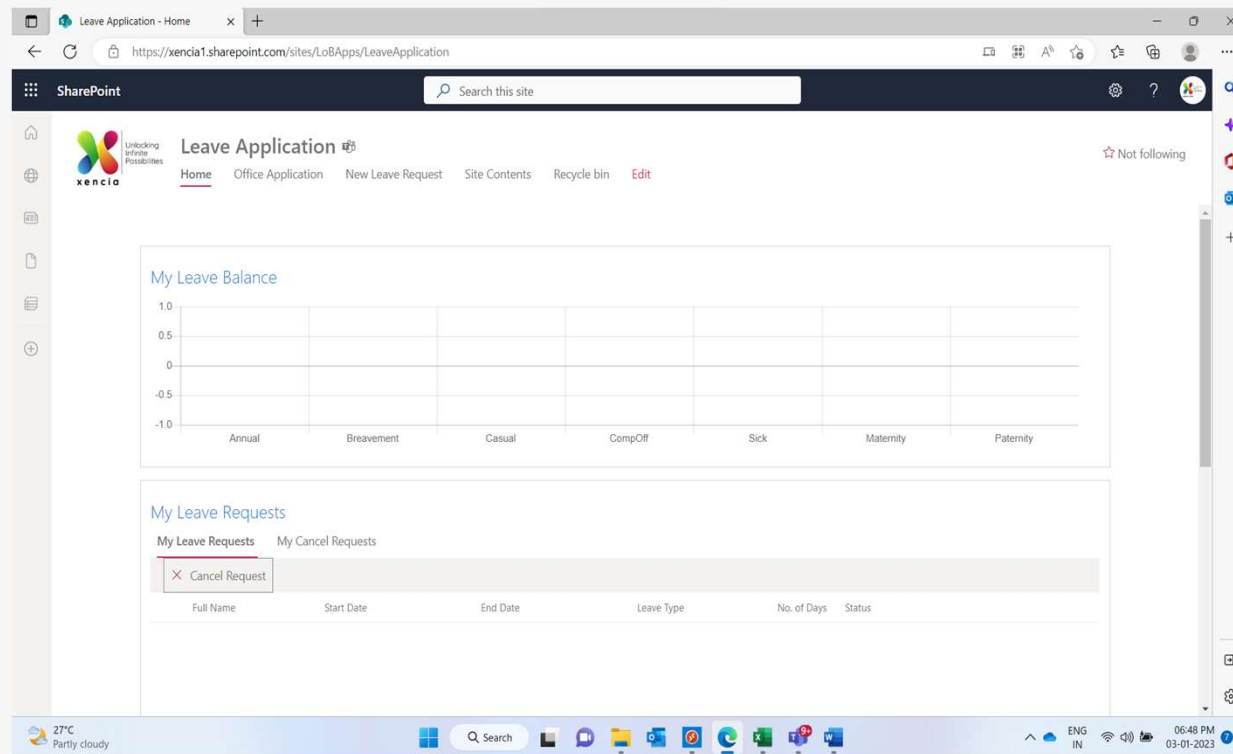 Leave Application - Home
https://xencia1.sharepoint.com/sites/LoBApps/LeaveApplication
SharePoint
Search this site
Unlocking
Infinite
Possibilities
xencia
Leave Application
Not following
Home Office Application New Leave Request Site Contents Recycle bin Edit
My Leave Balance
1.0
0.5
0
-0.5
-1.0
Annual Breavement Casual CompOff Sick Maternity Paternity
My Leave Requests
My Leave Requests My Cancel Requests
Cancel Request
Full Name Start Date End Date Leave Type No. of Days Status
27°C
Partly cloudy
Search
9+
ENG
IN
06:48 PM
03-01-2023
7